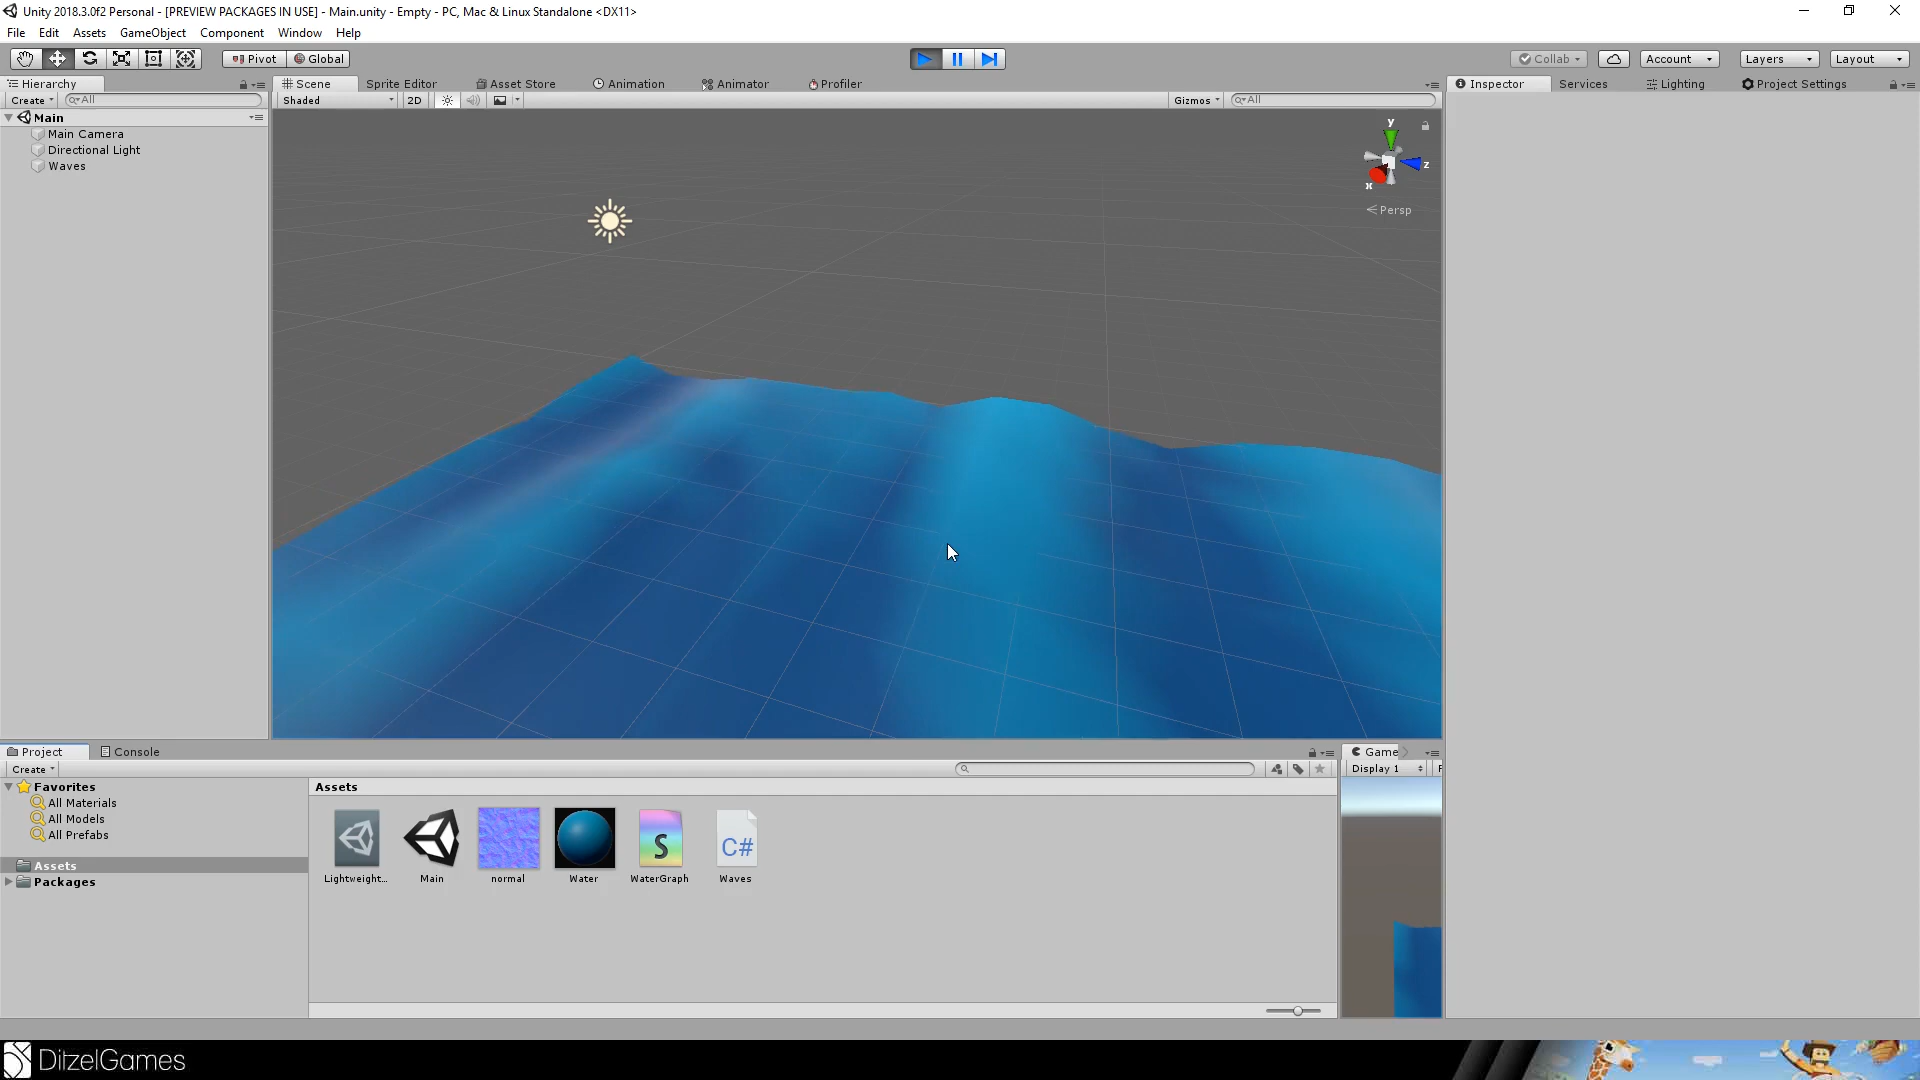 Unity 2018.3.0f2 Personal - [PREVIEW PACKAGES IN USE] - Main.unity - Empty - PC, Mac & Linux Standalone <DX11>
File Edit Assets GameObject Component Window Help
Pivot Global Collab Account Layers Layout
Hierarchy
Create All
Main
Main Camera
Directional Light
Waves
Scene Sprite Editor Asset Store Animation Animator Profiler
Shaded 2D Gizmos All
y
z
x
Persp
Inspector Services Lighting Project Settings
Project Console
Create
Favorites
All Materials
All Models
All Prefabs
Assets
Packages
Assets
S
C#
Lightweight... Main normal Water WaterGraph Waves
Game
Display 1
DitzelGames